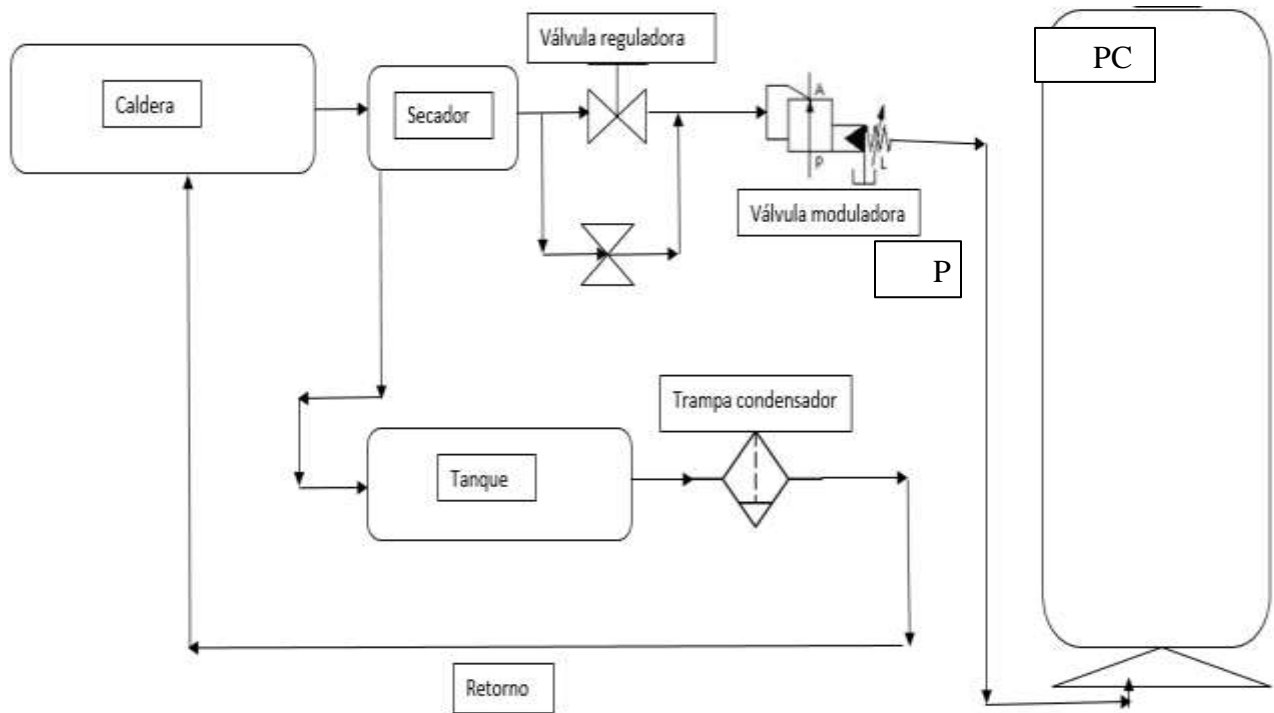 Válvula reguladora
PC
Caldera
Secador
A
P
L
Válvula moduladora
P
Trampa condensador
Tanque
Retorno